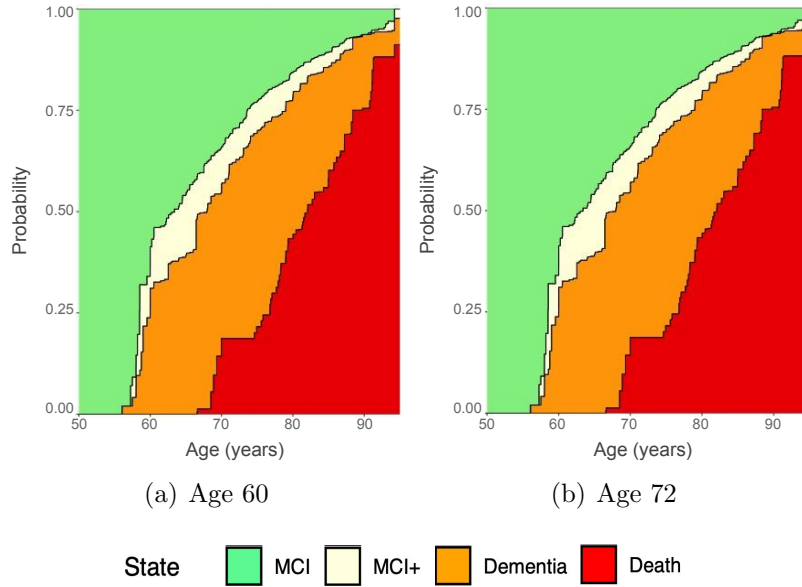 1.00
0.75
0.50
0.25
0.00
Probability
50 60 70 80 90
Age (years)
(a) Age 60
1.00
0.75
0.50
0.25
0.00
Probability
50 60 70 80 90
Age (years)
(b) Age 72
State MCI MCI+ Dementia Death